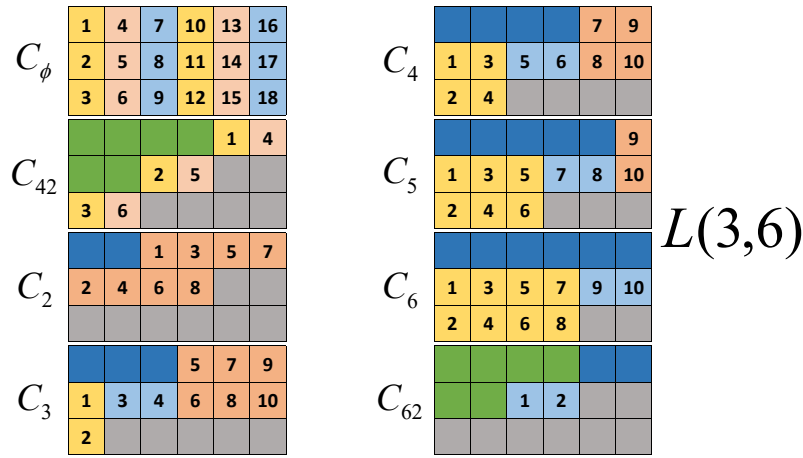 C_ϕ
1 4 7 10 13 16
2 5 8 11 14 17
3 6 9 12 15 18
C_42
1 4
2 5
3 6
C_2
1 3 5 7
2 4 6 8
C_3
5 7 9
1 3 4 6 8 10
2
C_4
7 9
1 3 5 6 8 10
2 4
C_5
9
1 3 5 7 8 10
2 4 6
C_6
1 3 5 7 9 10
2 4 6 8
C_62
1 2
L(3,6)